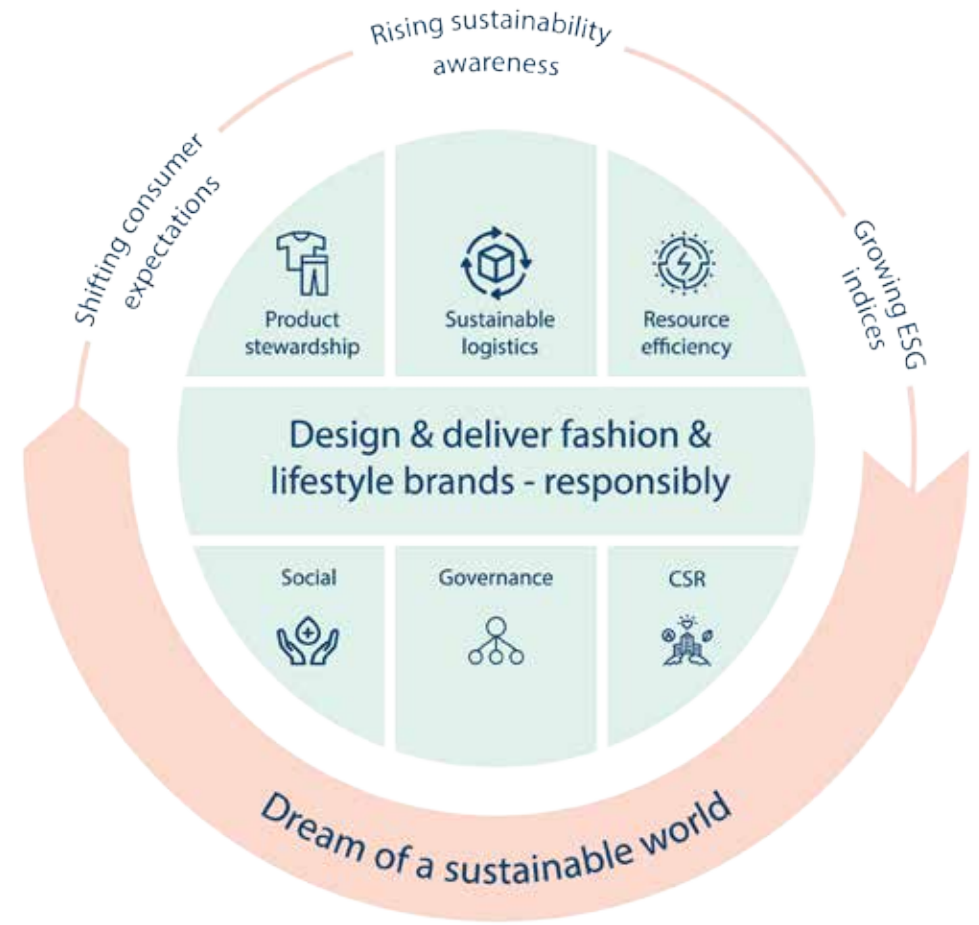 Rising sustainability
awareness
Shifting consumer
expectations
Growing ESG
indices
Product
stewardship
Sustainable
logistics
Resource
efficiency
Design & deliver fashion &
lifestyle brands - responsibly
Social
Governance
CSR
Dream of a sustainable world